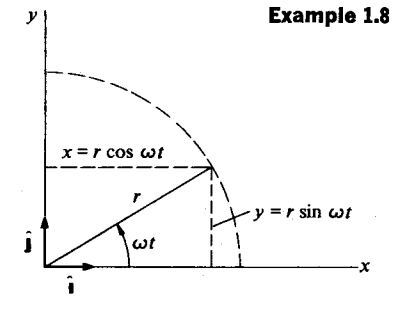 Example 1.8
y
x = r cos ωt
r
y = r sin ωt
ωt
ĵ
x
î